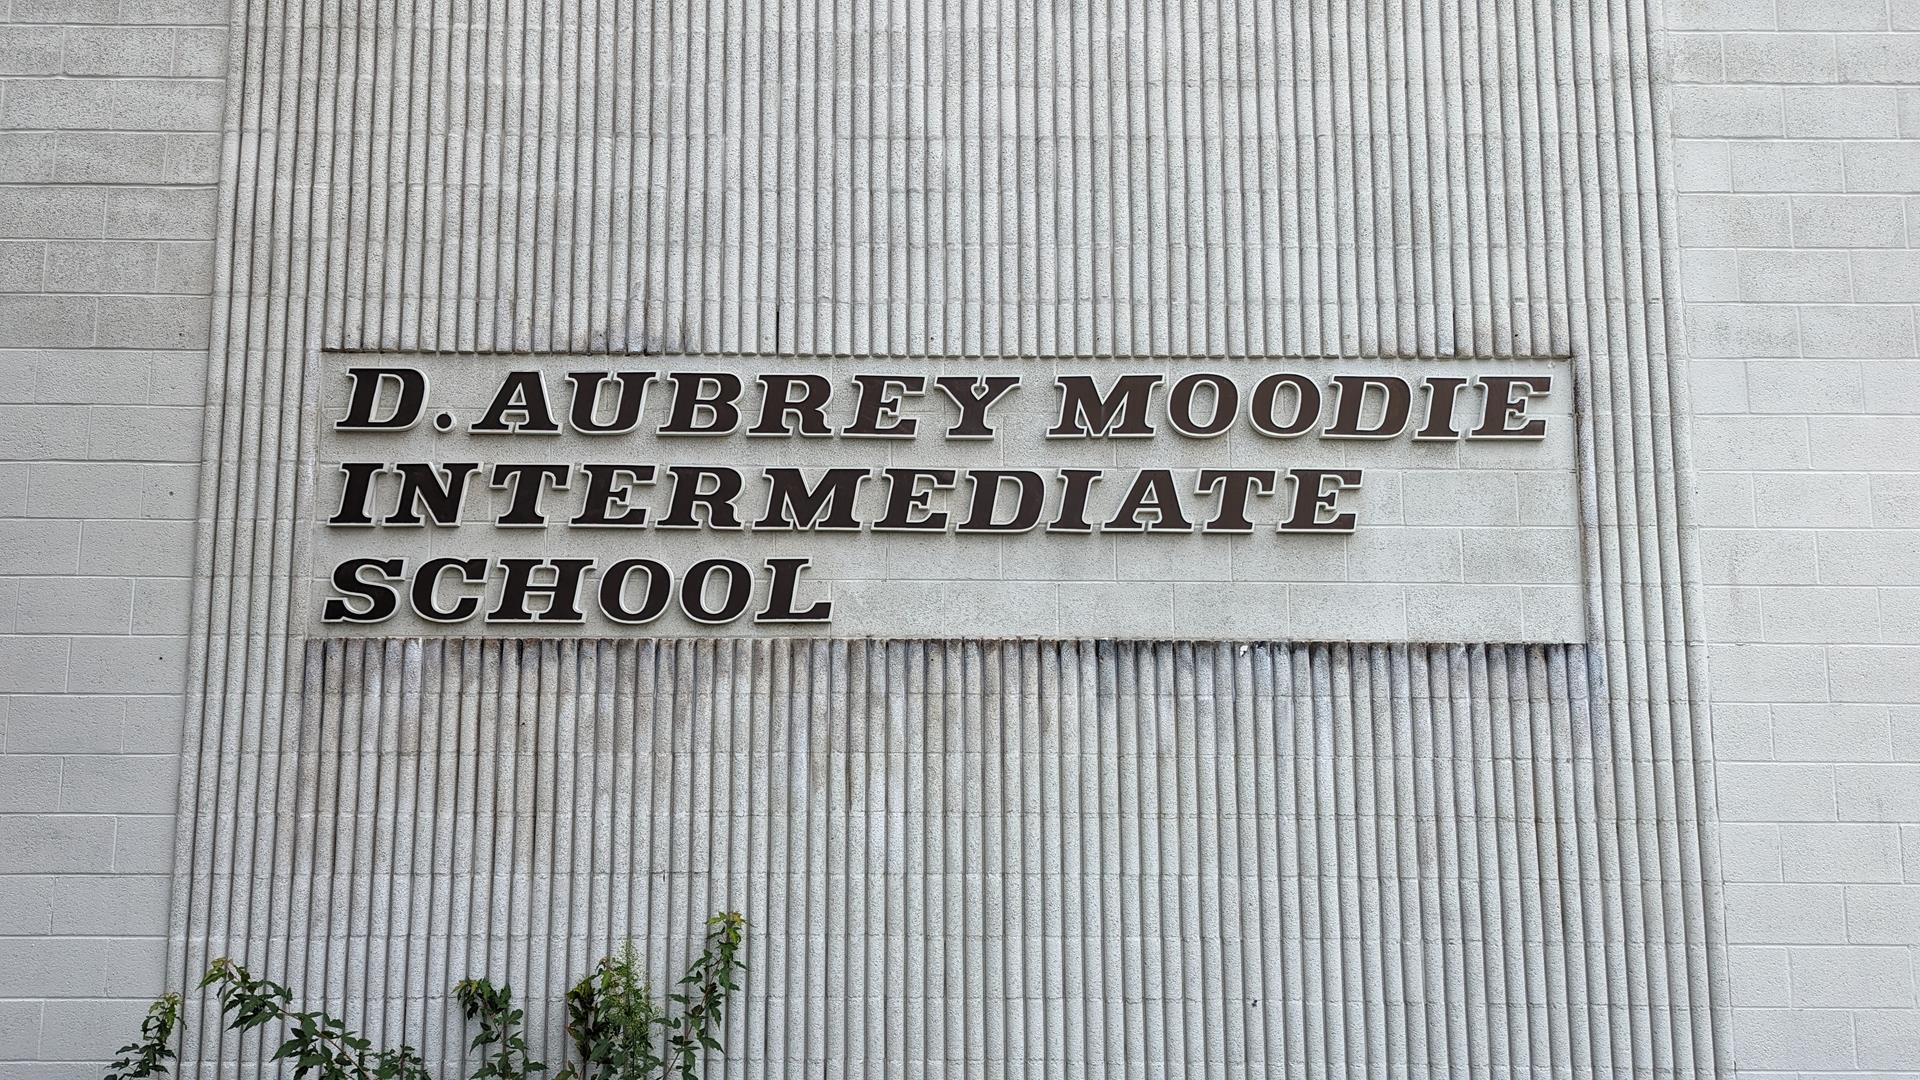 D. AUBREY MOODIE
INTERMEDIATE
SCHOOL